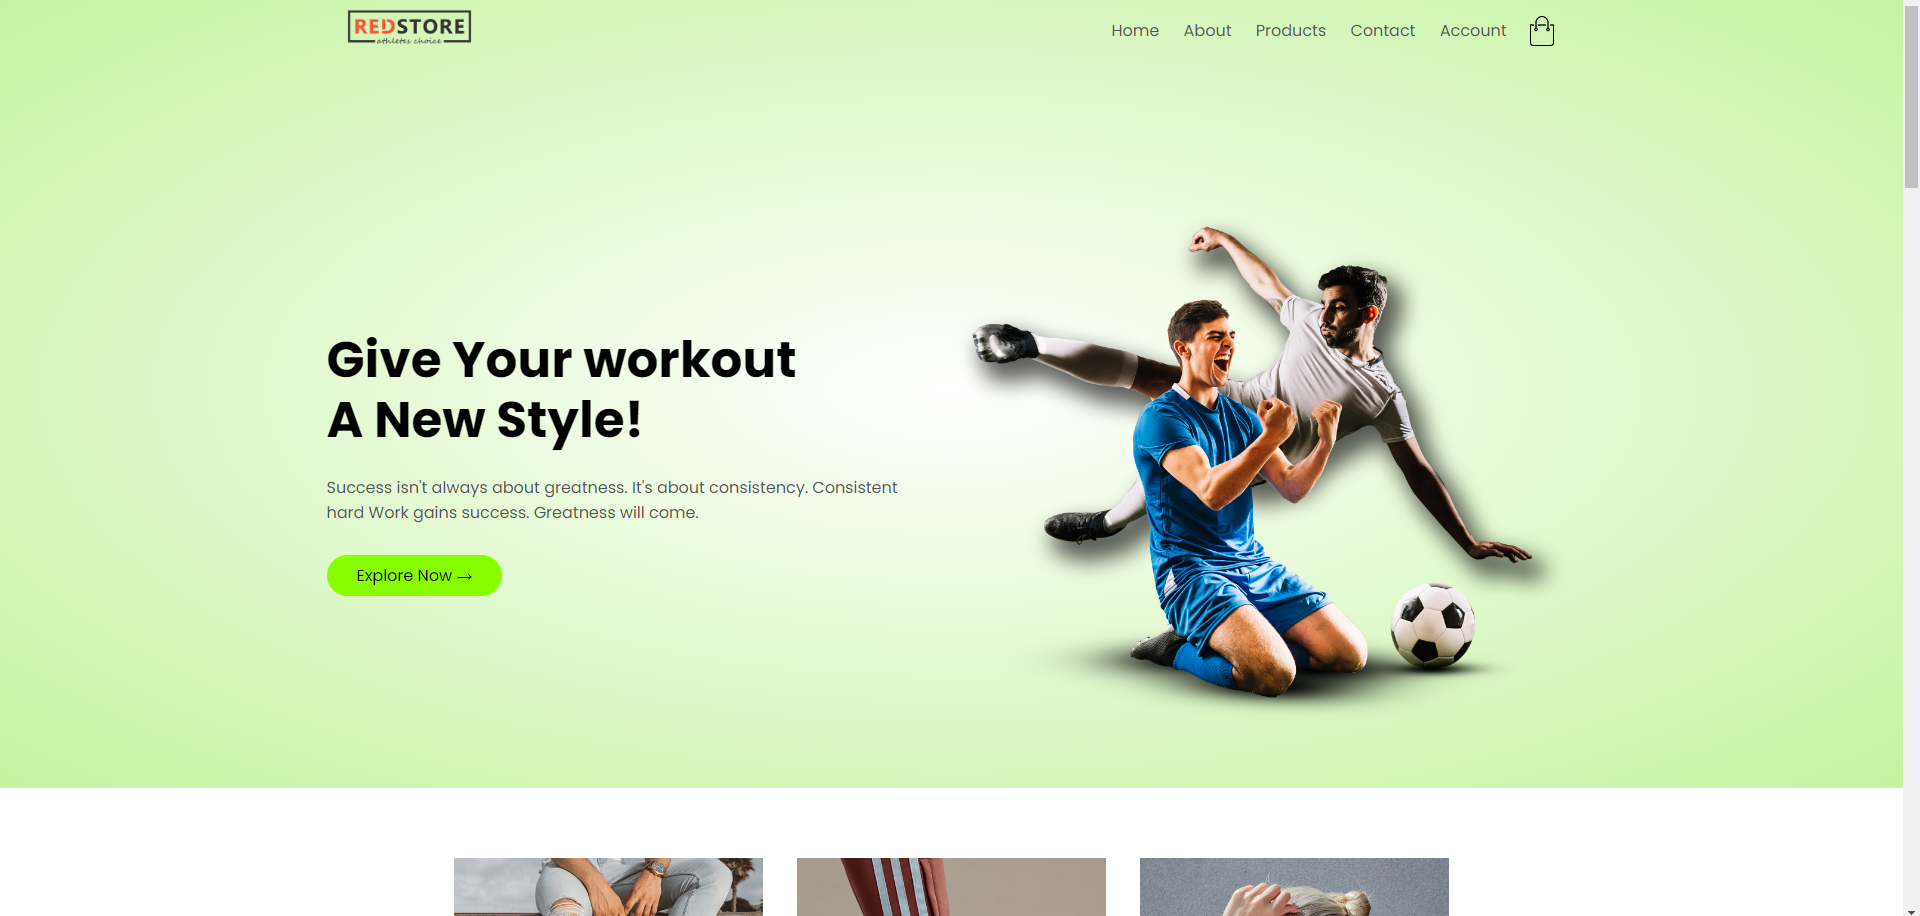 REDSTORE
athletes choice
Home About Products Contact Account
Give Your workout
A New Style!
Success isn't always about greatness. It's about consistency. Consistent
hard Work gains success. Greatness will come.
Explore Now →